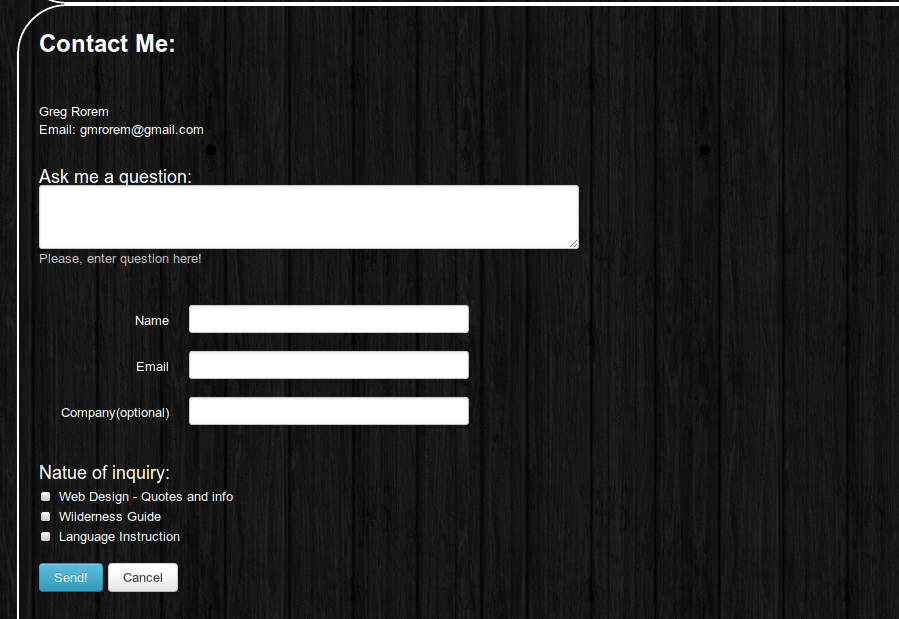 Contact Me:
Greg Rorem
Email: gmrorem@gmail.com
Ask me a question:
Please, enter question here!
Name
Email
Company(optional)
Natue of inquiry:
Web Design - Quotes and info
Wilderness Guide
Language Instruction
Send! Cancel